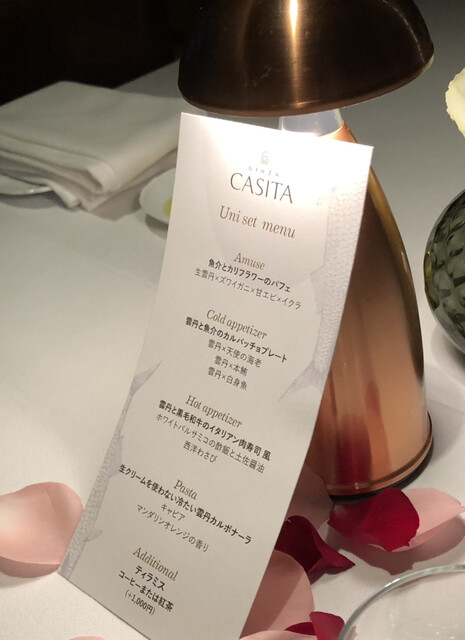 GINZA
CASITA
Uni set menu
Amuse
魚介とカリフラワーのパフェ
生雲丹×ズワイガニ×甘エビ×イクラ
Cold appetizer
雲丹と魚介のカルパッチョプレート
雲丹×天使の海老
雲丹×本鮪
雲丹×白身魚
Hot appetizer
雲丹と黒毛和牛のイタリアン肉寿司 風
ホワイトバルサミコの酢飯と土佐醤油
西洋わさび
Pasta
生クリームを使わない冷たい雲丹カルボナーラ
キャビア
マンダリンオレンジの香り
Additional
ティラミス
コーヒーまたは紅茶
(+1,000円)